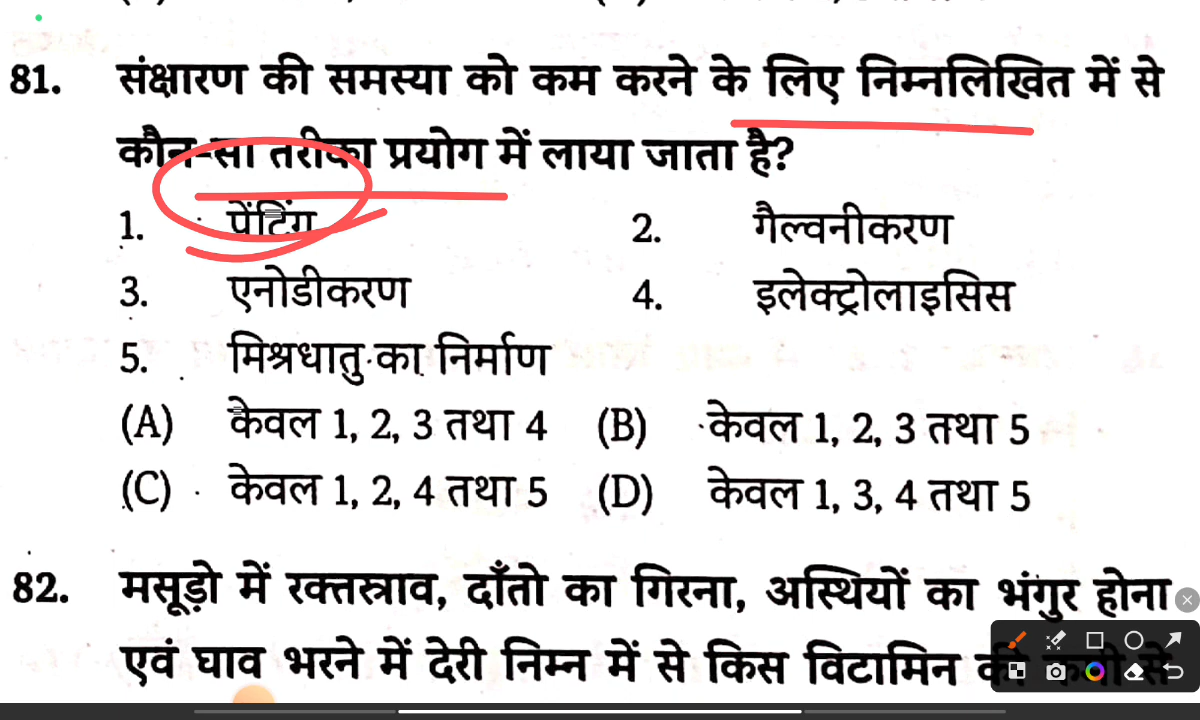 81. संक्षारण की समस्या को कम करने के लिए निम्नलिखित में से
कौन-सा तरीका प्रयोग में लाया जाता है?
1. पेंटिंग 2. गैल्वनीकरण
3. एनोडीकरण 4. इलेक्ट्रोलाइसिस
5. मिश्रधातु का निर्माण
(A) केवल 1, 2, 3 तथा 4 (B) केवल 1, 2, 3 तथा 5
(C) केवल 1, 2, 4 तथा 5 (D) केवल 1, 3, 4 तथा 5
82. मसूड़ो में रक्तस्त्राव, दाँतो का गिरना, अस्थियों का भंगुर होना
एवं घाव भरने में देरी निम्न में से किस विटामिन